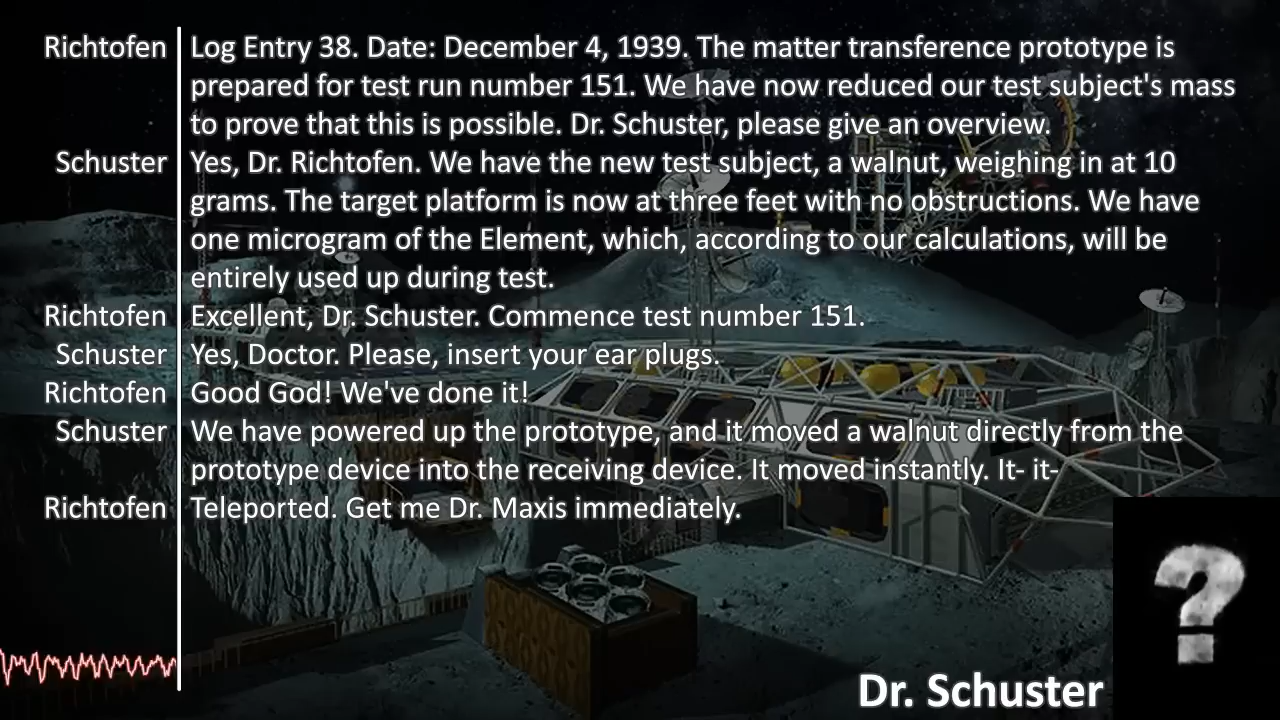 Richtofen Log Entry 38. Date: December 4, 1939. The matter transference prototype is
prepared for test run number 151. We have now reduced our test subject's mass
to prove that this is possible. Dr. Schuster, please give an overview.
Schuster Yes, Dr. Richtofen. We have the new test subject, a walnut, weighing in at 10
grams. The target platform is now at three feet with no obstructions. We have
one microgram of the Element, which, according to our calculations, will be
entirely used up during test.
Richtofen Excellent, Dr. Schuster. Commence test number 151.
Schuster Yes, Doctor. Please, insert your ear plugs.
Richtofen Good God! We've done it!
Schuster We have powered up the prototype, and it moved a walnut directly from the
prototype device into the receiving device. It moved instantly. It- it-
Richtofen Teleported. Get me Dr. Maxis immediately.
?
Dr. Schuster